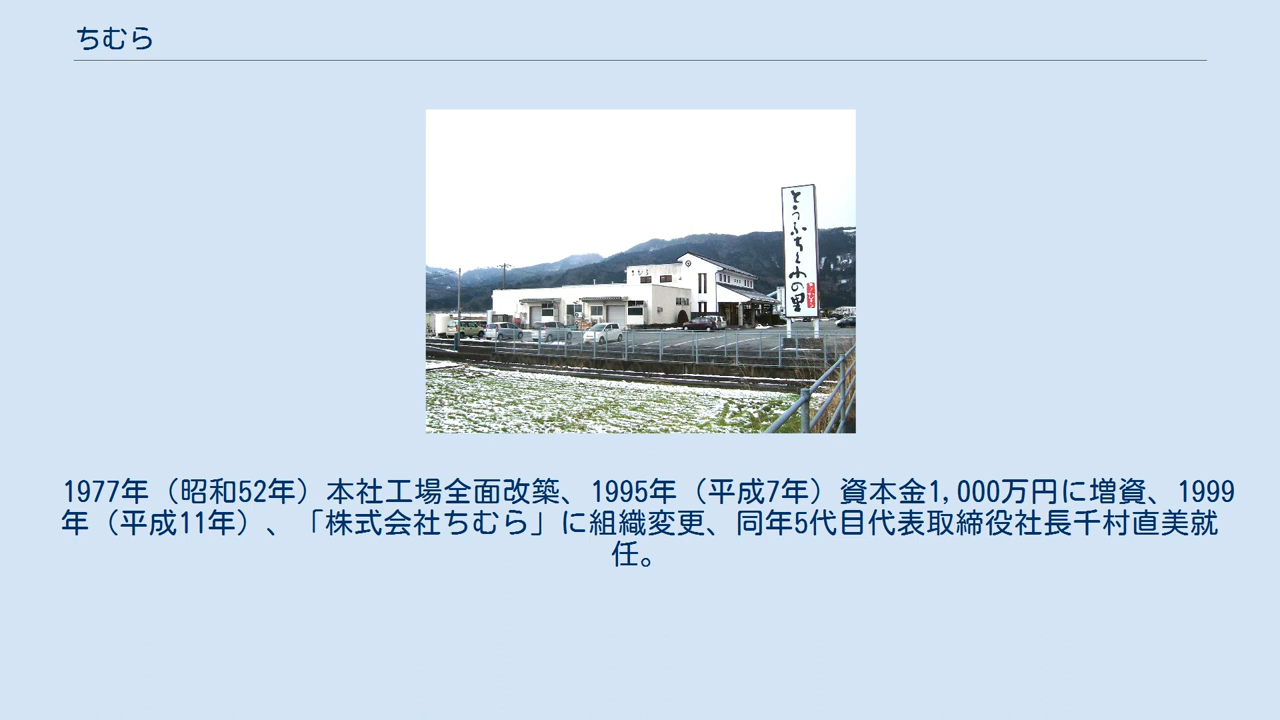 ちむら
とうふちくわの里
ちむら
1977年（昭和52年）本社工場全面改築、1995年（平成7年）資本金1,000万円に増資、1999
年（平成11年）、「株式会社ちむら」に組織変更、同年5代目代表取締役社長千村直美就
任。